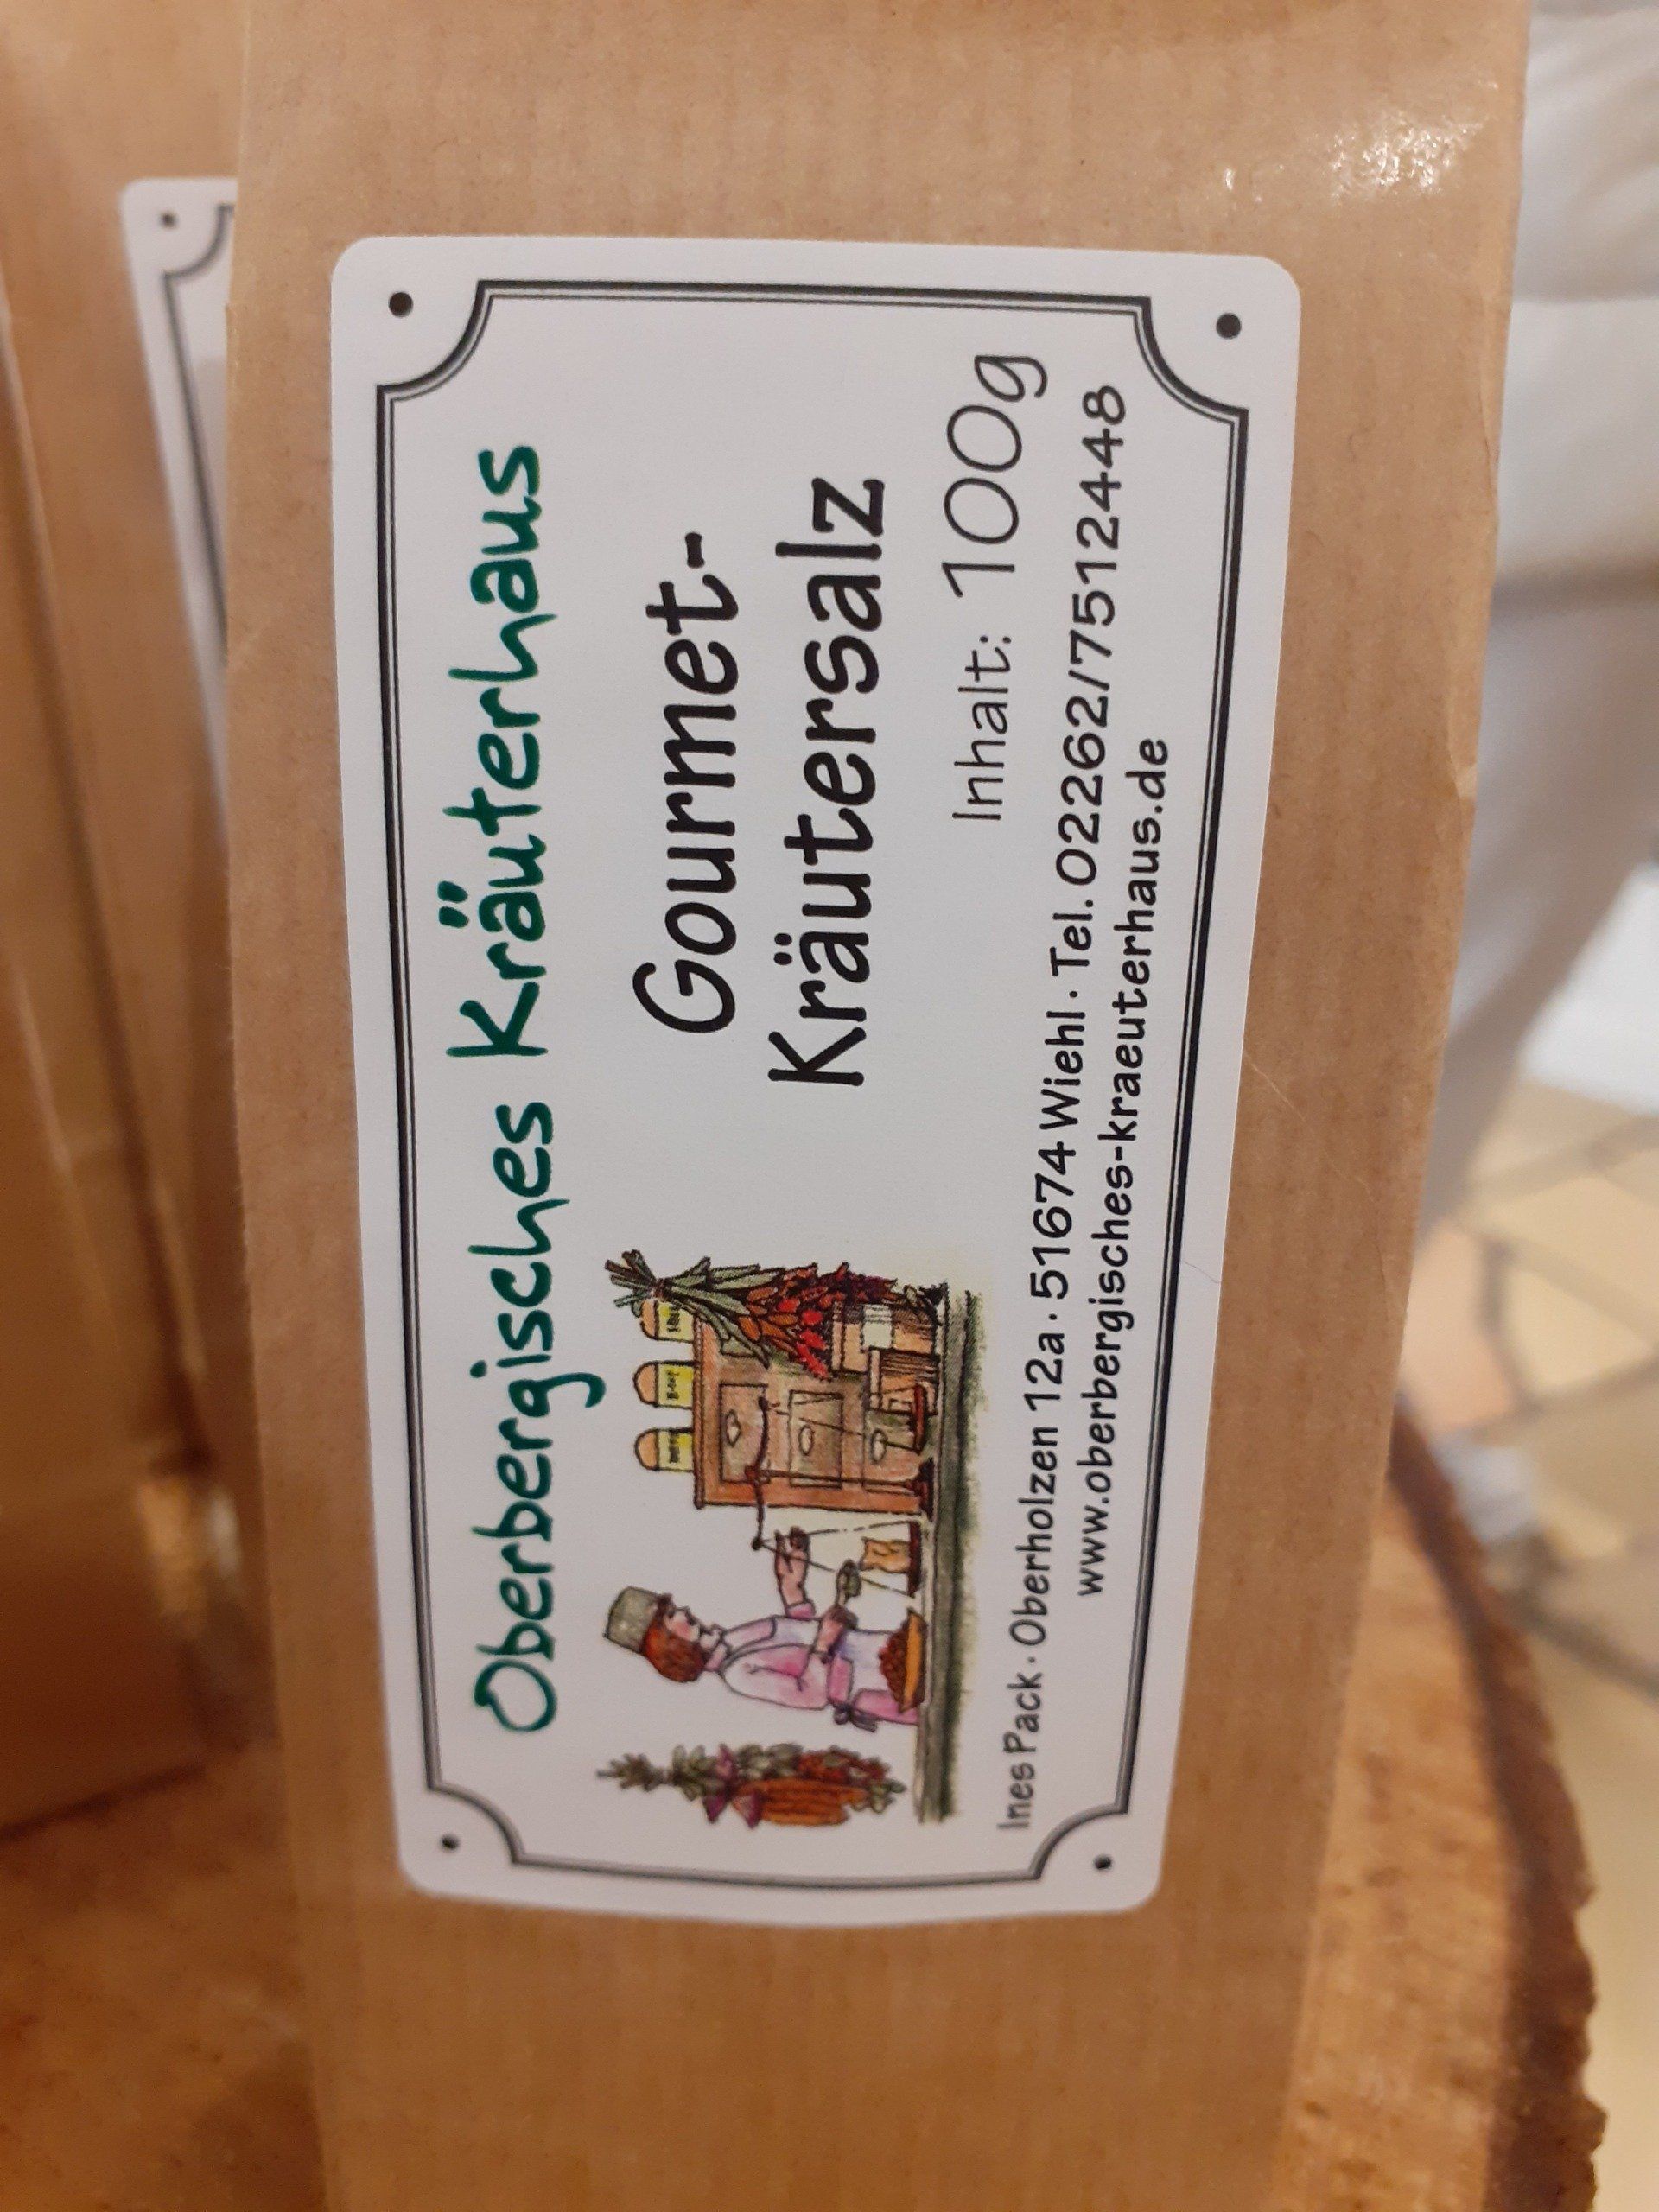 Oberbergisches Kräuterhaus
Gourmet-
Kräutersalz
Inhalt: 100g
Ines Pack · Oberholzen 12a · 51674 Wiehl · Tel. 02262/7512448
www.oberbergisches-kraeuterhaus.de